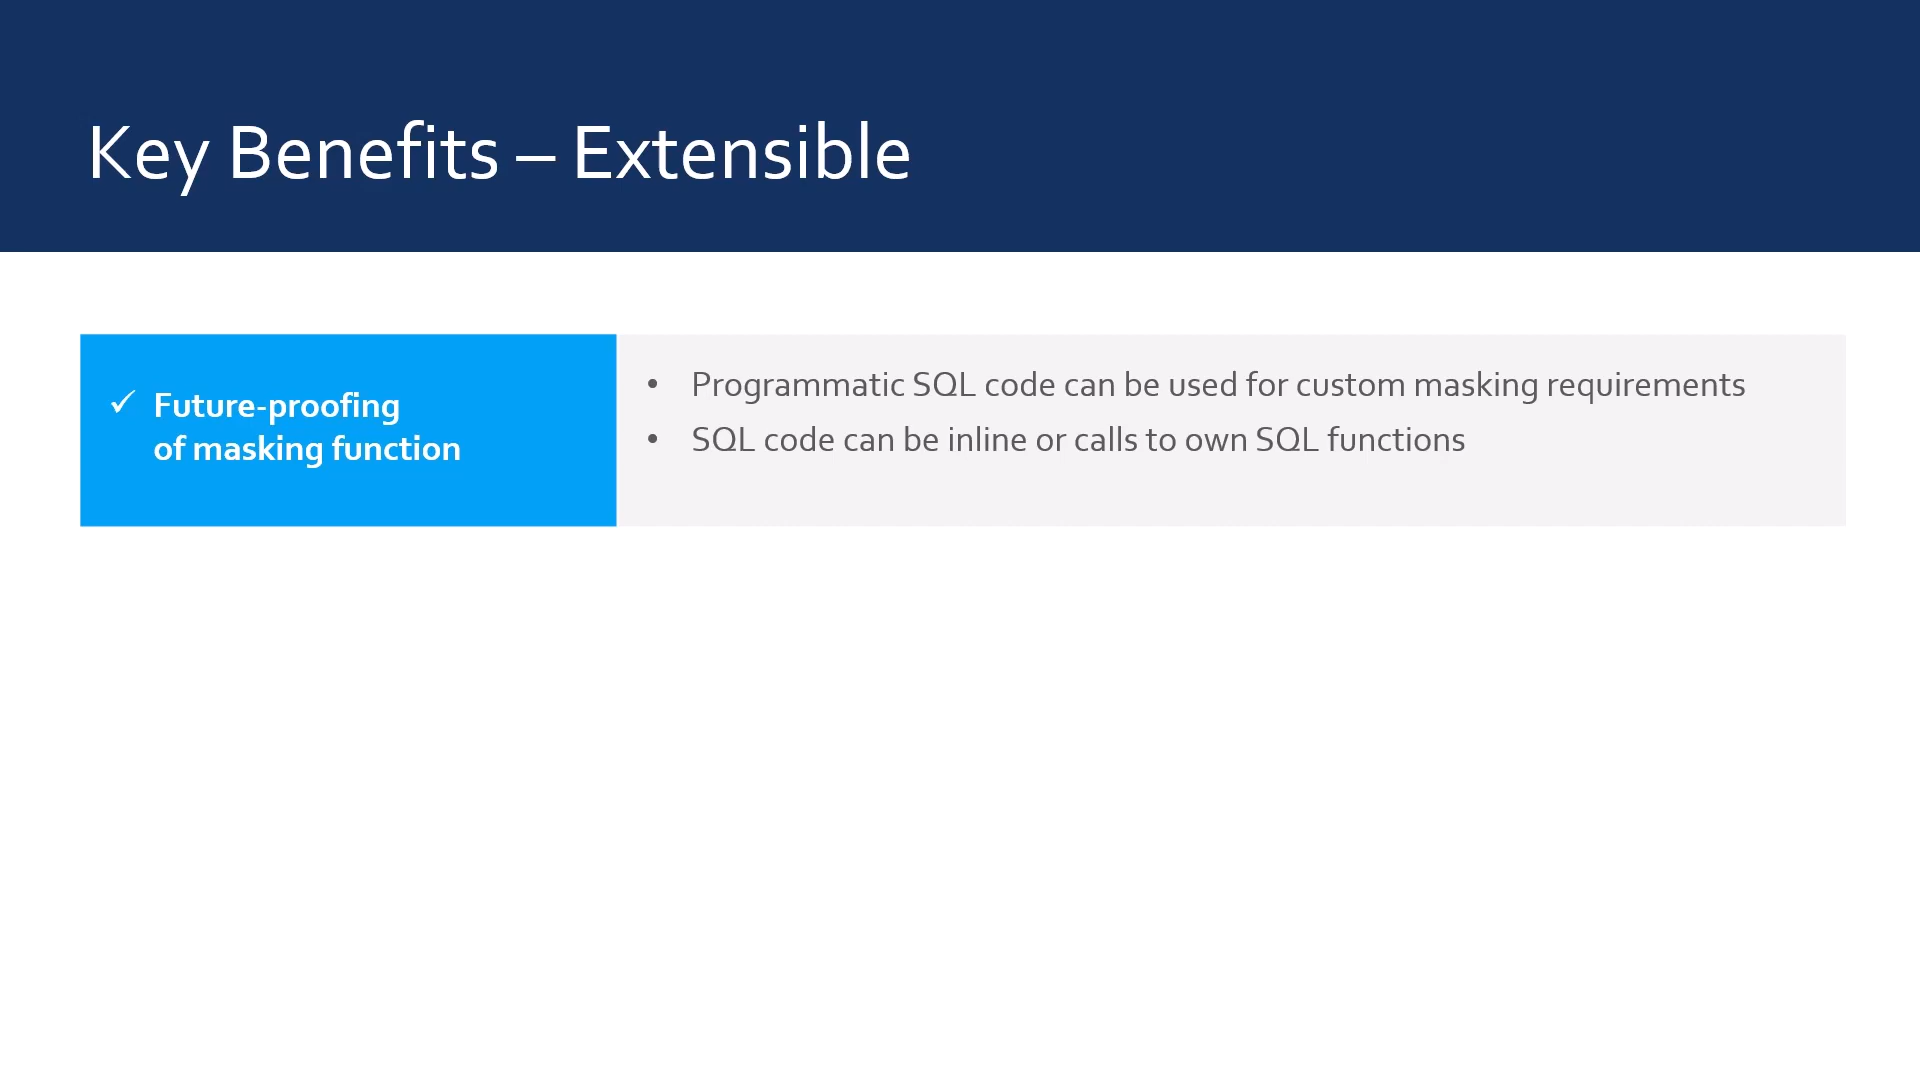 Key Benefits – Extensible
✓ Future-proofing
of masking function
• Programmatic SQL code can be used for custom masking requirements
• SQL code can be inline or calls to own SQL functions